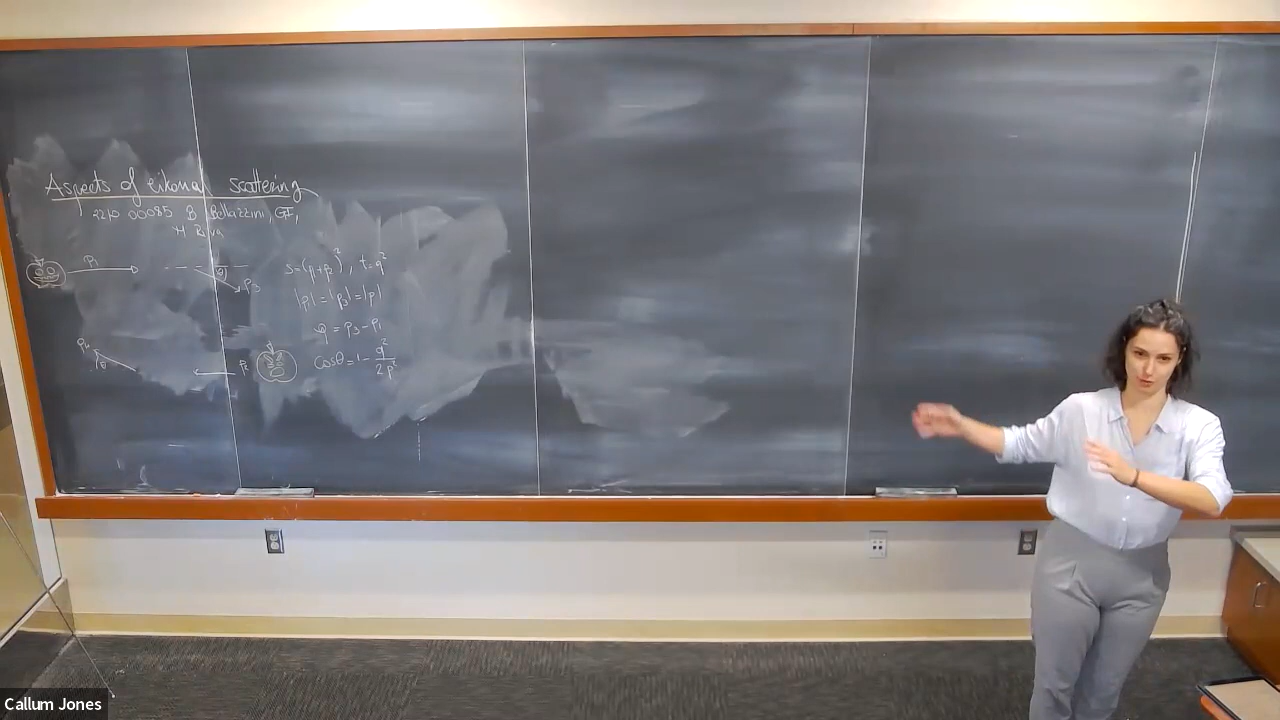 Aspects of eikonal scattering
2210 00085 B Bellazzini, GI,
M Riva
p₁
θ
p₃
p₄
θ
p₂
s=(p₁+p₂)², t=q²
|p₁|=|p₃|=|p|
q = p₃-p₁
cosθ=1-q²/2p²
Callum Jones